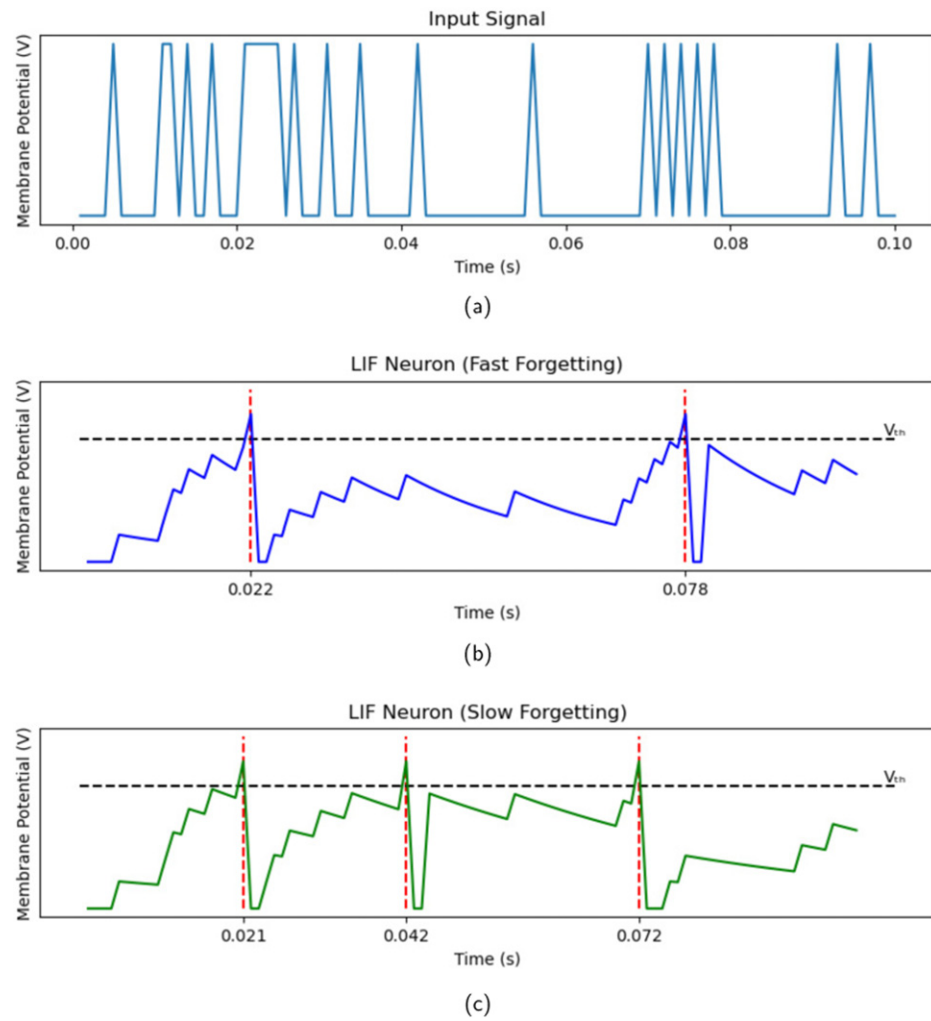 Input Signal
Membrane Potential (V)
0.00 0.02 0.04 0.06 0.08 0.10
Time (s)
(a)
LIF Neuron (Fast Forgetting)
Membrane Potential (V)
Vₜₕ
0.022 0.078
Time (s)
(b)
LIF Neuron (Slow Forgetting)
Membrane Potential (V)
Vₜₕ
0.021 0.042 0.072
Time (s)
(c)